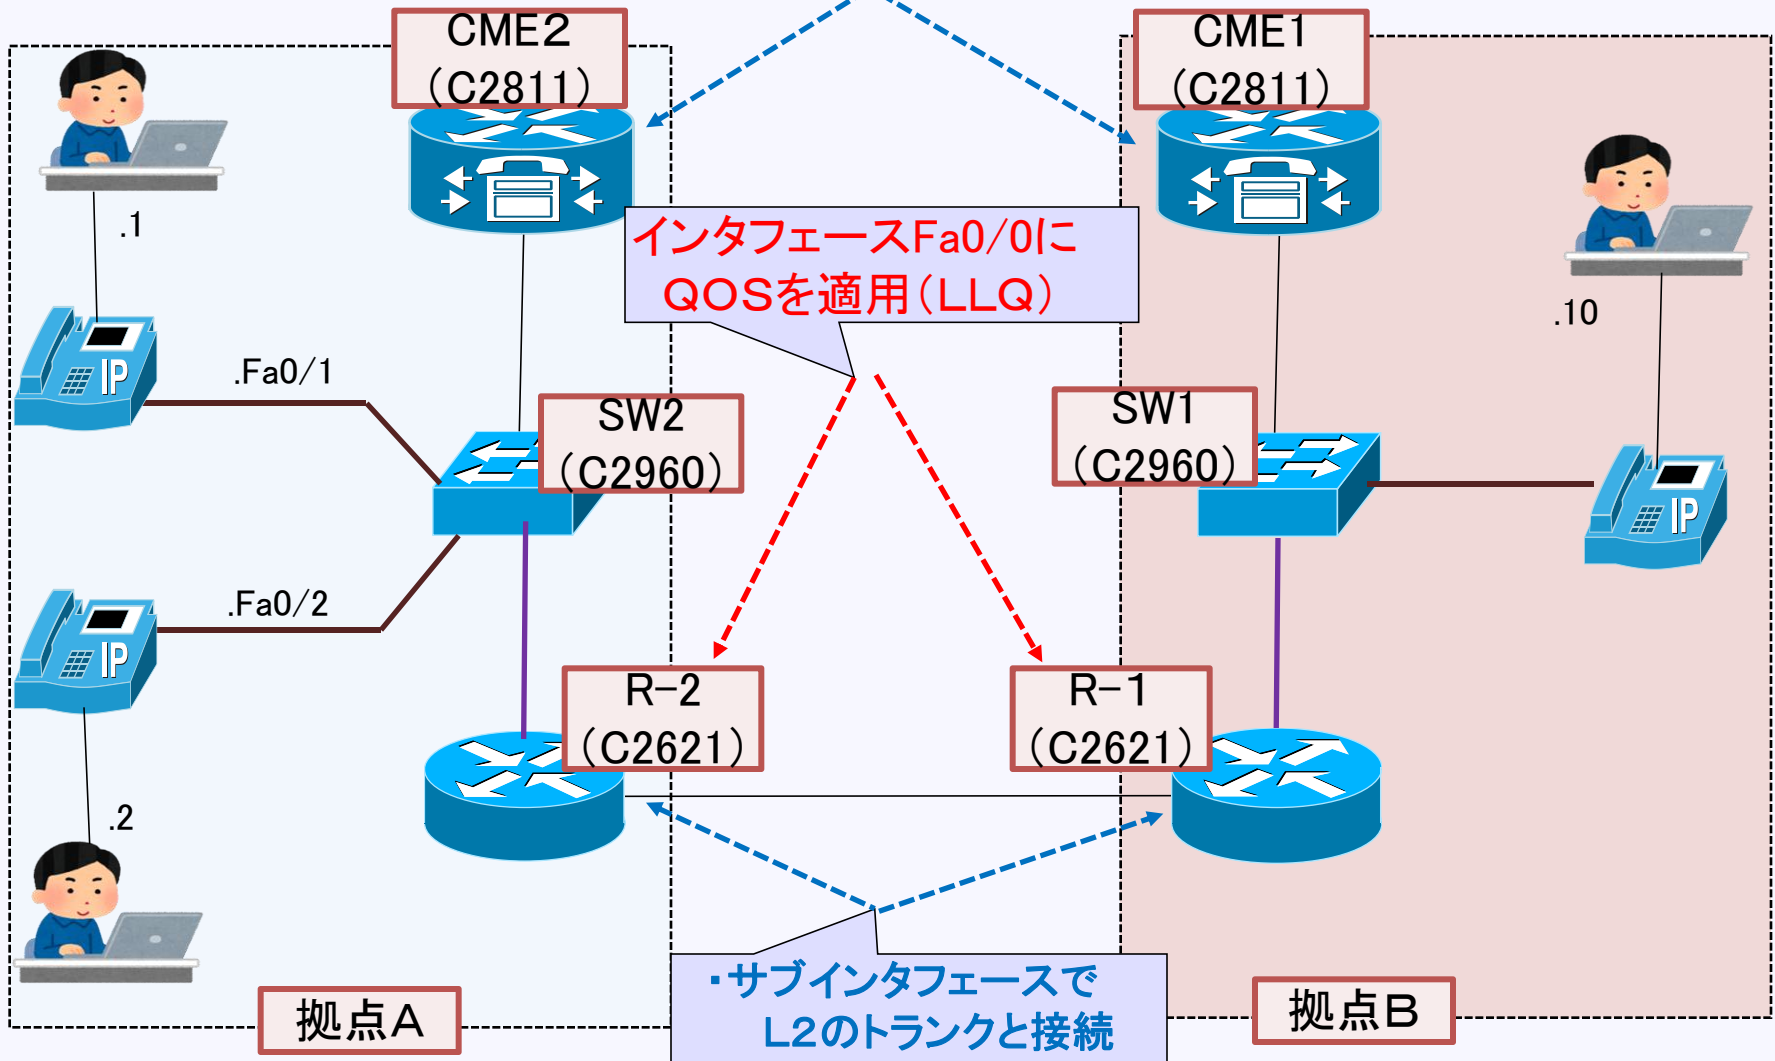 CME2
（C2811）
CME1
（C2811）
.1
インタフェースFa0/0に
QOSを適用（LLQ）
.10
IP
.Fa0/1
SW2
（C2960）
SW1
（C2960）
IP
IP
.Fa0/2
R-2
（C2621）
R-1
（C2621）
.2
・サブインタフェースで
L2のトランクと接続
拠点A
拠点B